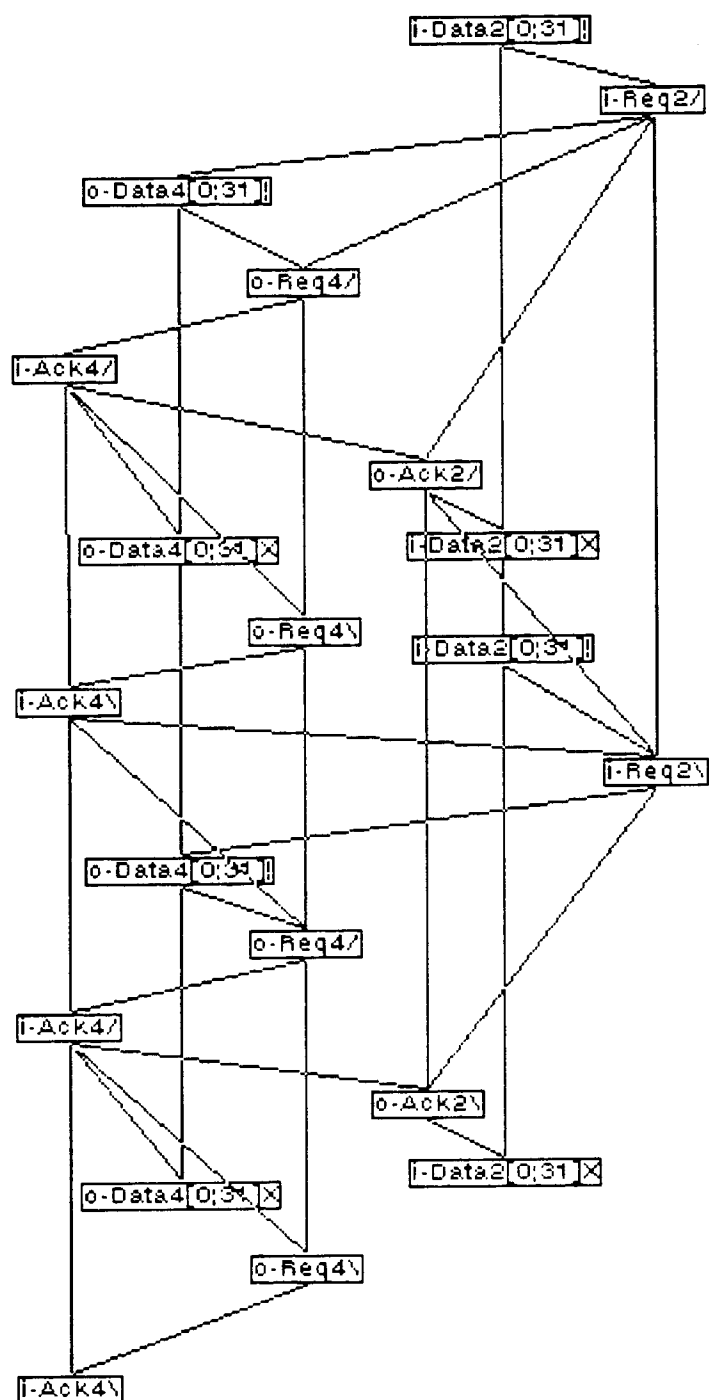 i-Data2[0;31]!
i-Req2/
o-Data4[0;31]!
o-Req4/
i-Ack4/
o-Ack2/
o-Data4[0;31]X
i-Data2[0;31]X
o-Req4\
i-Data2[0;31]!
i-Ack4\
i-Req2\
o-Data4[0;31]!
o-Req4/
i-Ack4/
o-Ack2\
i-Data2[0;31]X
o-Data4[0;31]X
o-Req4\
i-Ack4\